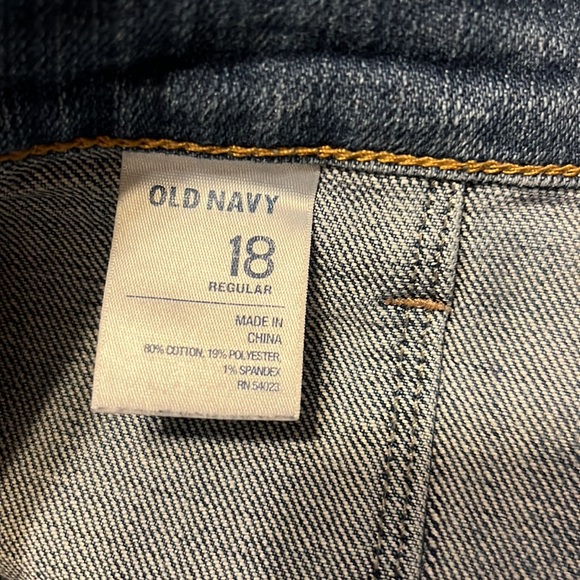 OLD NAVY
18
REGULAR
MADE IN
CHINA
80% COTTON, 19% POLYESTER,
1% SPANDEX
RN 54023